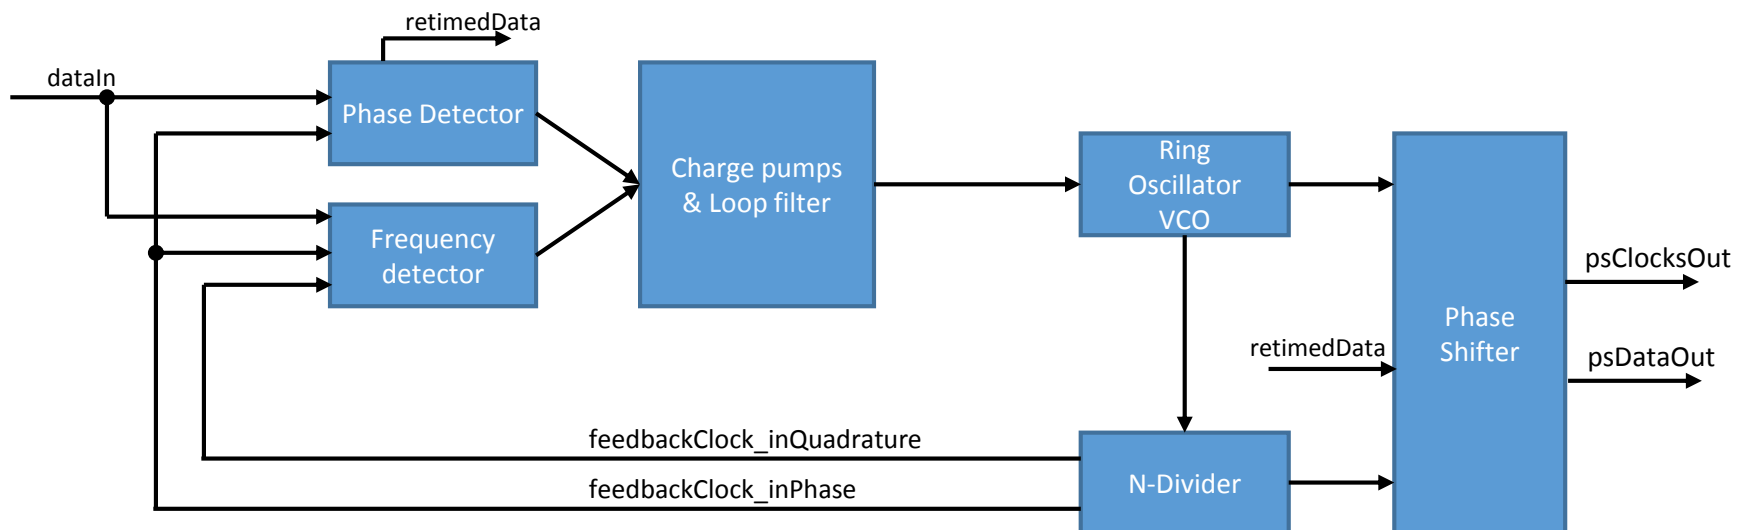 retimedData
dataIn
Phase Detector
Frequency
detector
Charge pumps
& Loop filter
Ring
Oscillator
VCO
psClocksOut
Phase
Shifter
retimedData
psDataOut
feedbackClock_inQuadrature
feedbackClock_inPhase
N-Divider